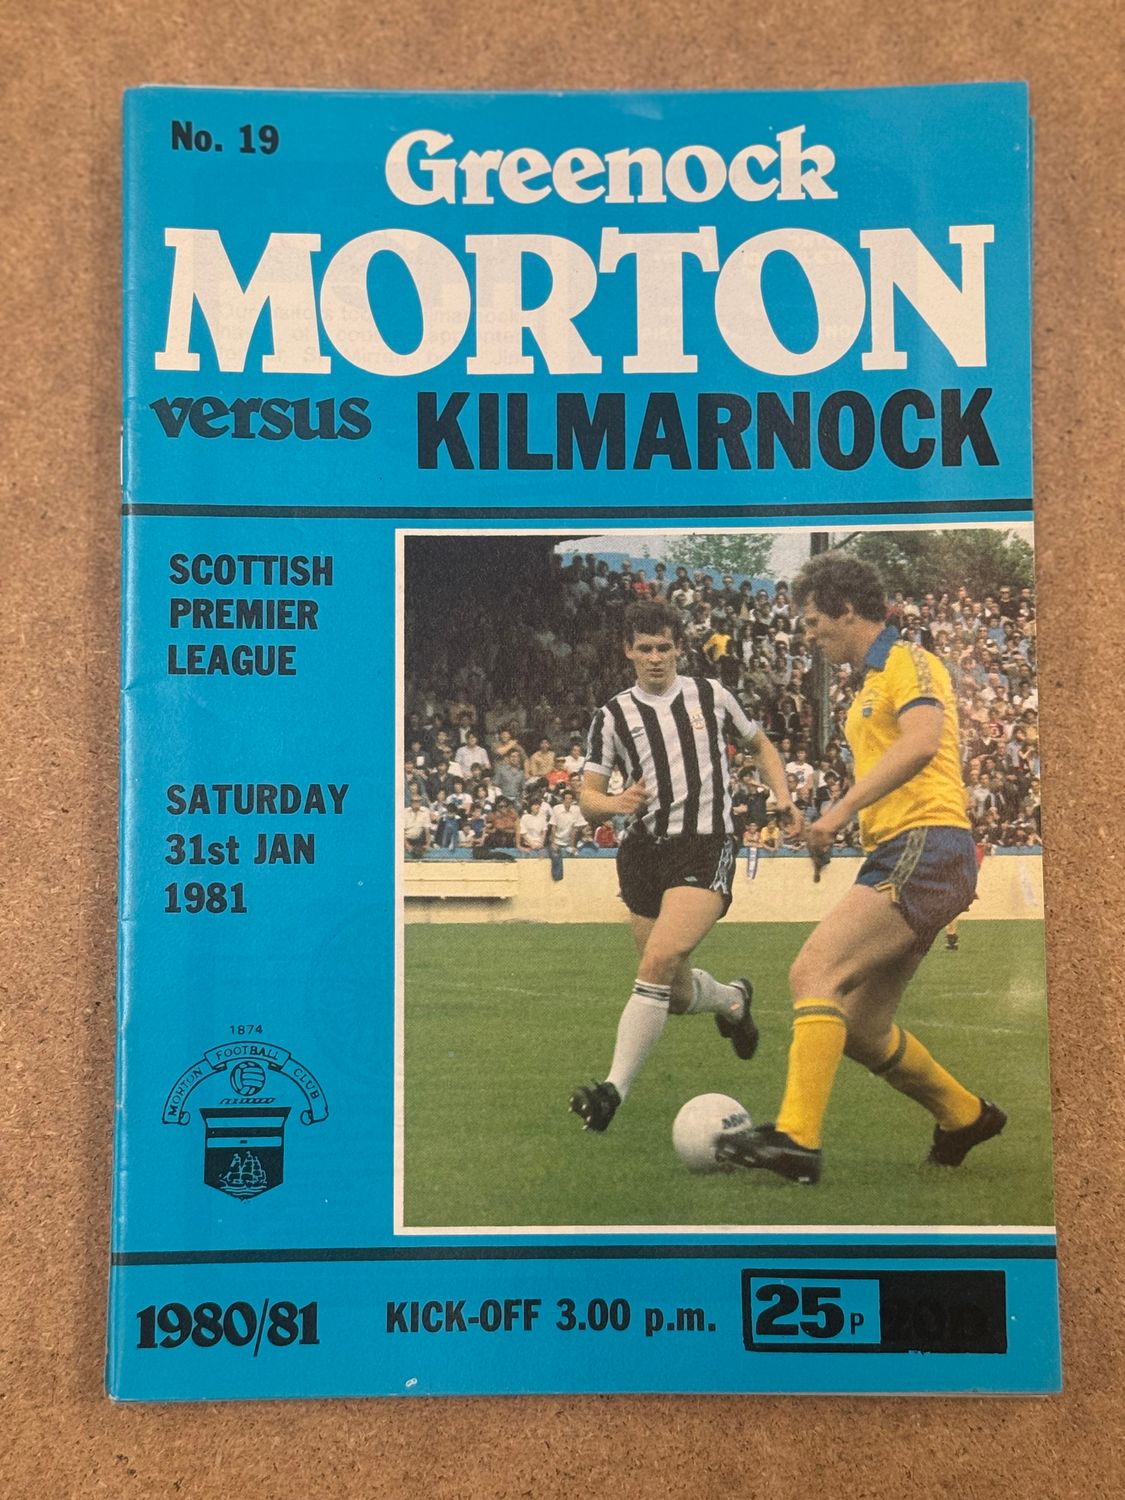 No. 19
Greenock
MORTON
versus KILMARNOCK
SCOTTISH
PREMIER
LEAGUE
SATURDAY
31st JAN
1981
1874
MORTON FOOTBALL CLUB
1980/81
KICK-OFF 3.00 p.m.
25p